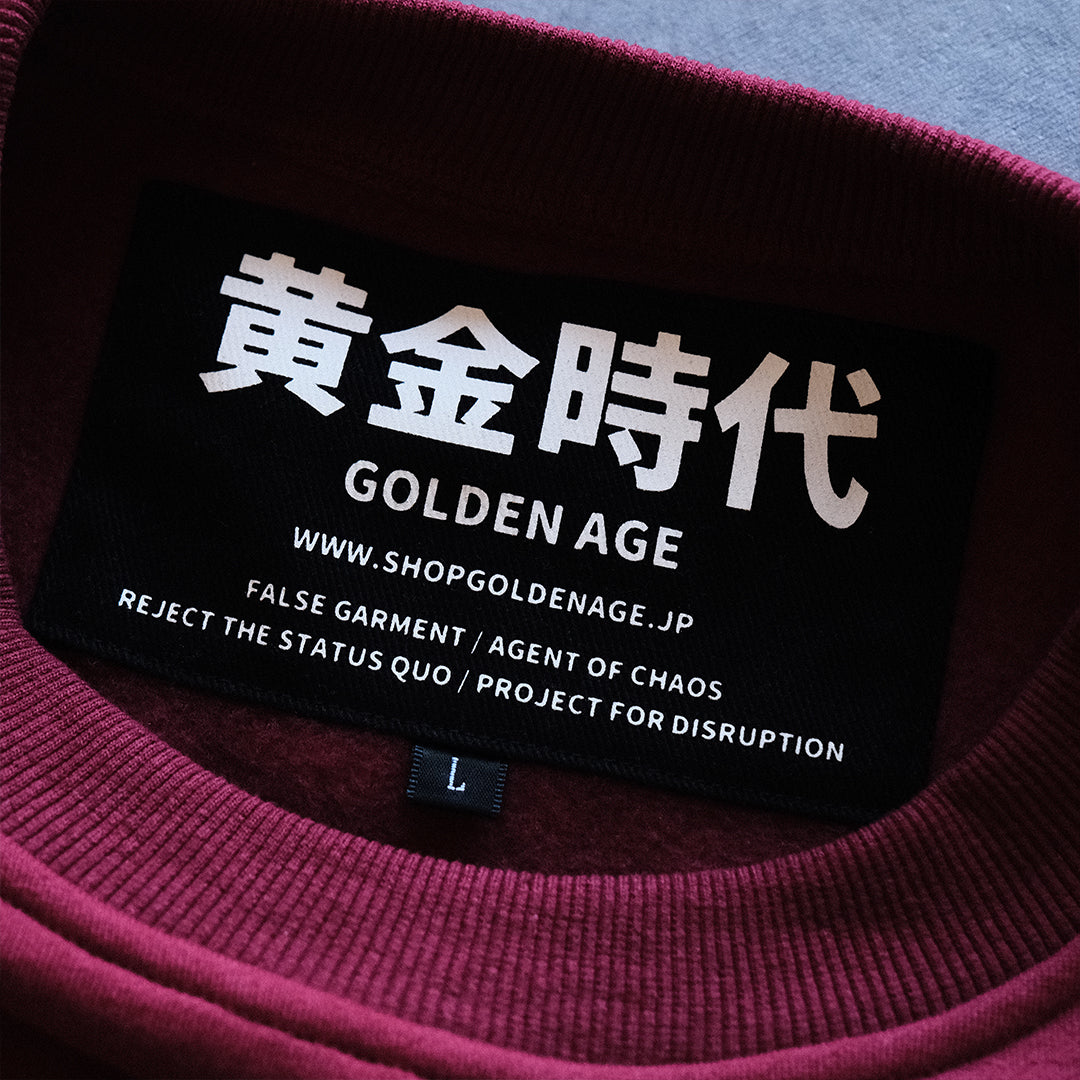 黄金時代
GOLDEN AGE
WWW.SHOPGOLDENAGE.JP
FALSE GARMENT / AGENT OF CHAOS
REJECT THE STATUS QUO / PROJECT FOR DISRUPTION
L